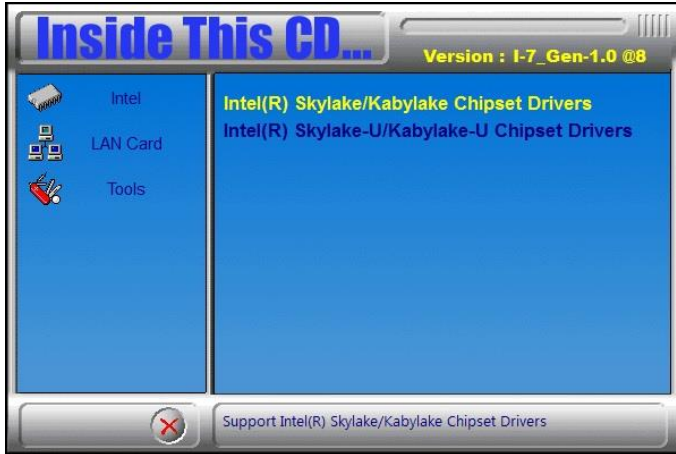 Inside This CD...
Version : I-7_Gen-1.0 @8
Intel
LAN Card
Tools
Intel(R) Skylake/Kabylake Chipset Drivers
Intel(R) Skylake-U/Kabylake-U Chipset Drivers
Support Intel(R) Skylake/Kabylake Chipset Drivers